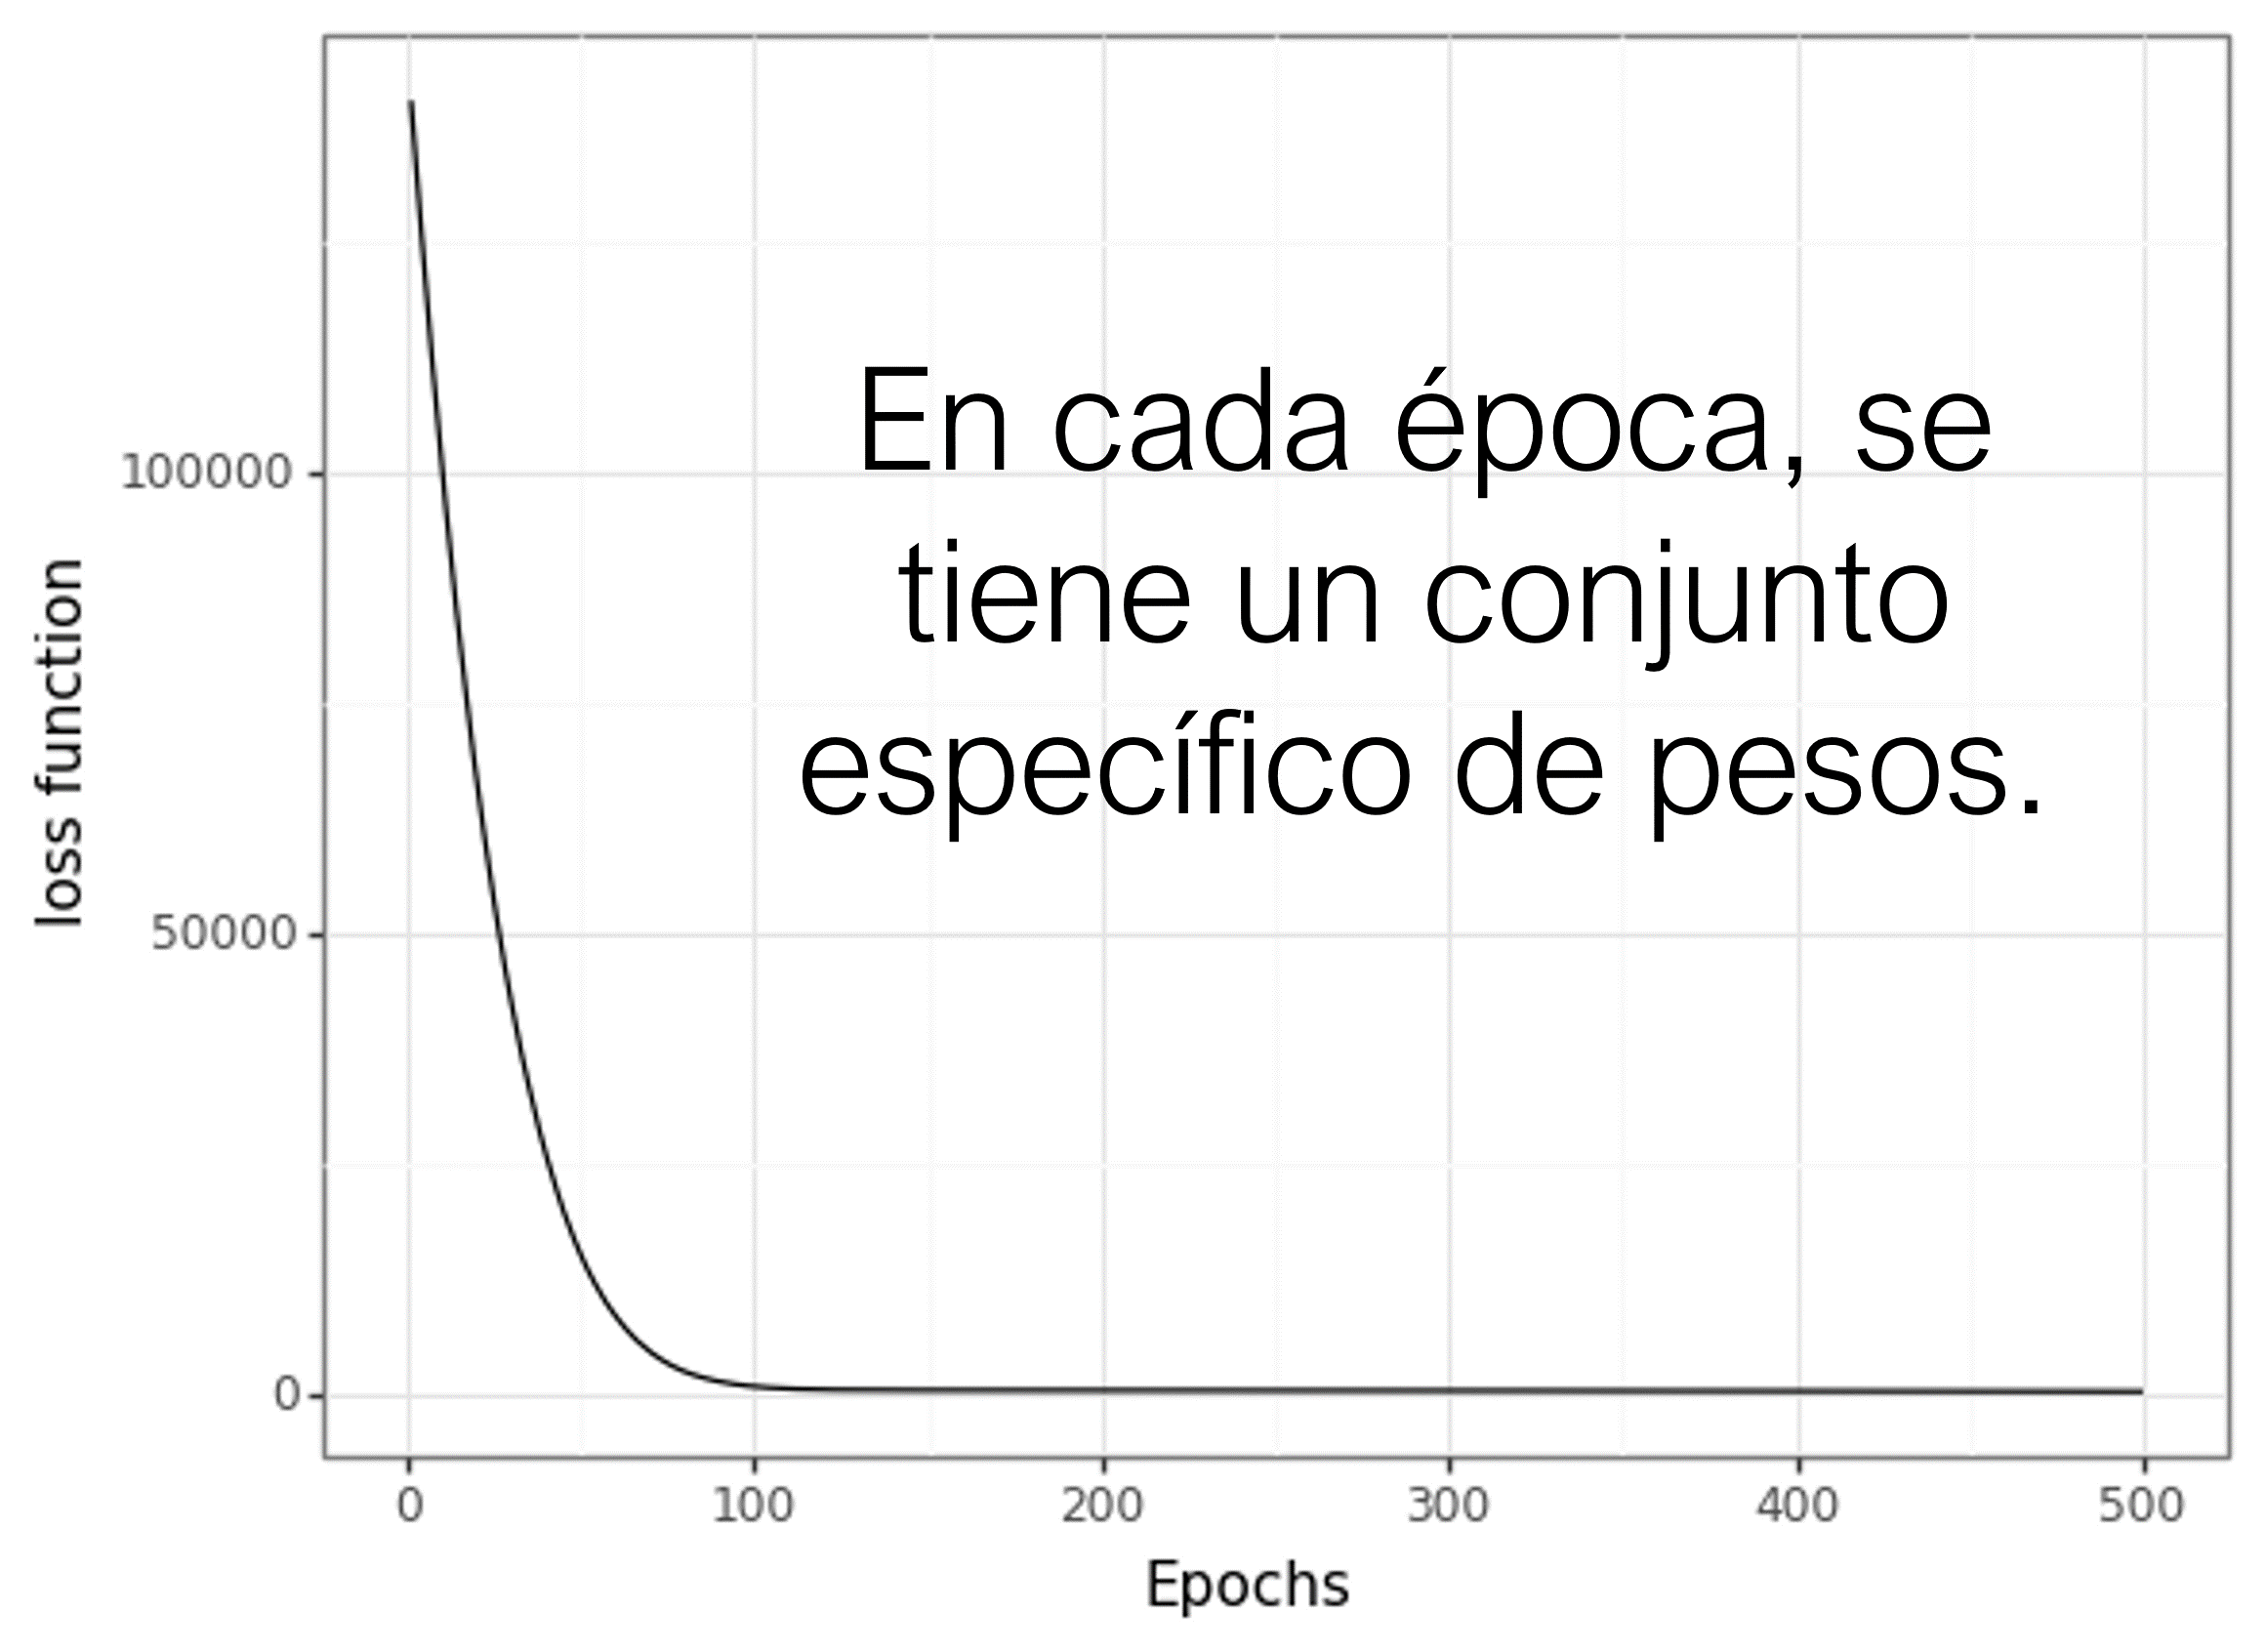 En cada época, se
tiene un conjunto
específico de pesos.
loss function
100000
50000
0
0 100 200 300 400 500
Epochs